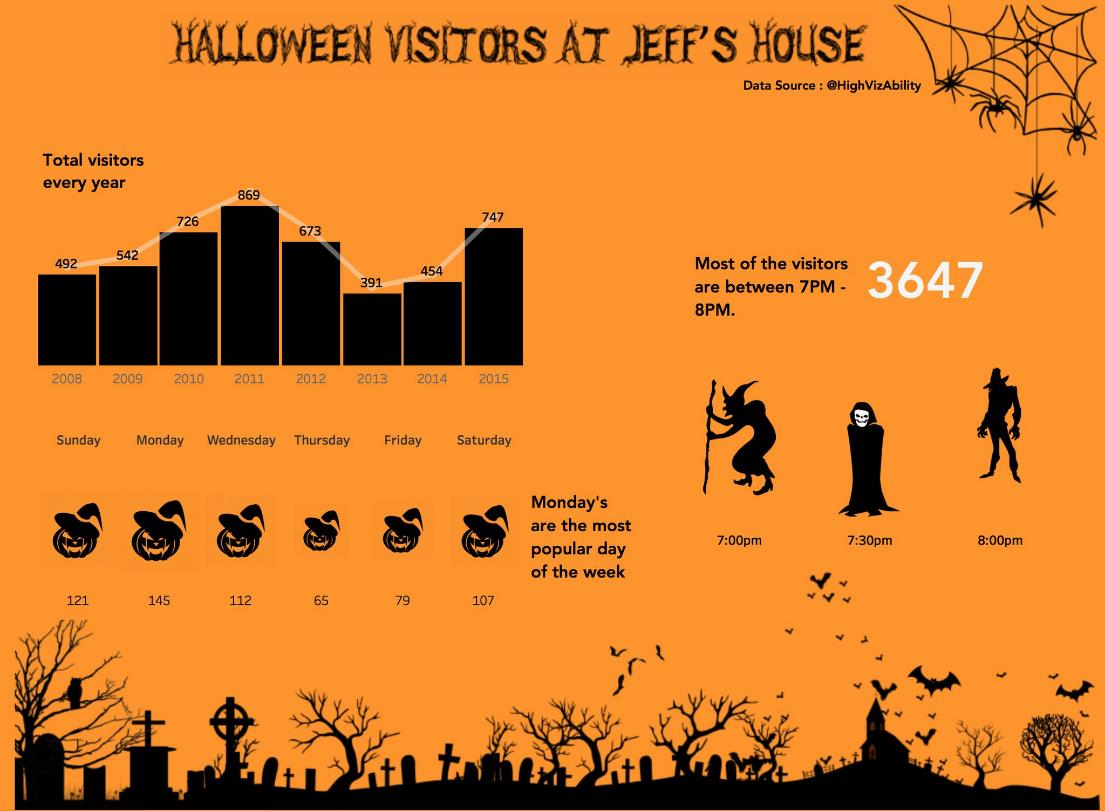 HALLOWEEN VISITORS AT JEFF'S HOUSE
Data Source : @HighVizAbility
Total visitors
every year
492
542
726
869
673
391
454
747
2008 2009 2010 2011 2012 2013 2014 2015
Most of the visitors
are between 7PM -
8PM.
3647
Sunday Monday Wednesday Thursday Friday Saturday
Monday's
are the most
popular day
of the week
121 145 112 65 79 107
7:00pm 7:30pm 8:00pm